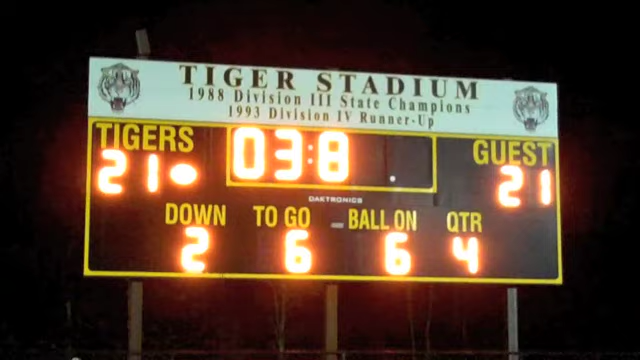 TIGER STADIUM
1988 Division III State Champions
1993 Division IV Runner-Up
TIGERS GUEST
21 03:8 21
DAKTRONICS
DOWN TO GO BALL ON QTR
2 6 6 4